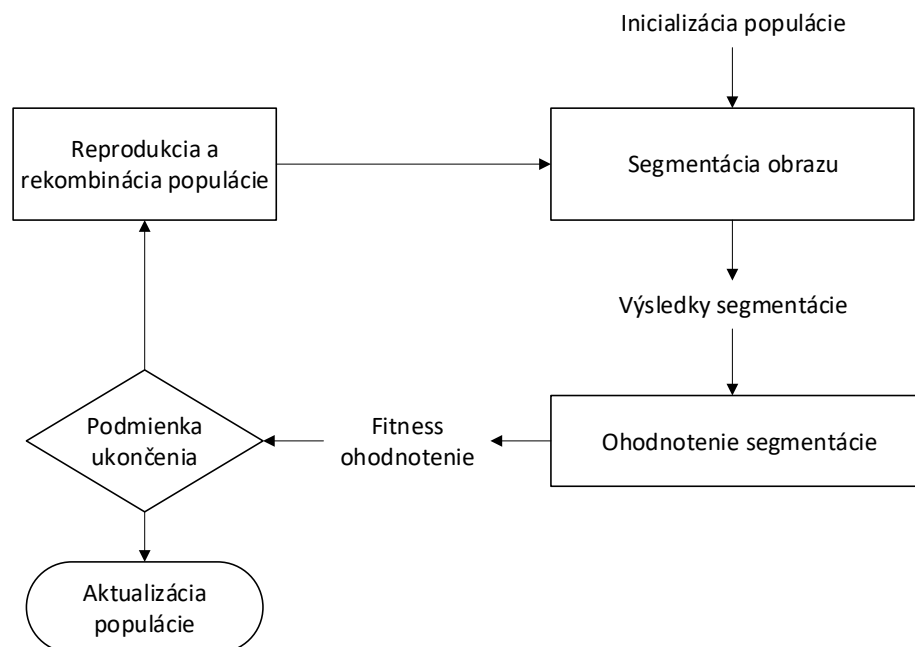 Inicializácia populácie
Reprodukcia a
rekombinácia populácie
Segmentácia obrazu
Výsledky segmentácie
Podmienka
ukončenia
Fitness
ohodnotenie
Ohodnotenie segmentácie
Aktualizácia
populácie